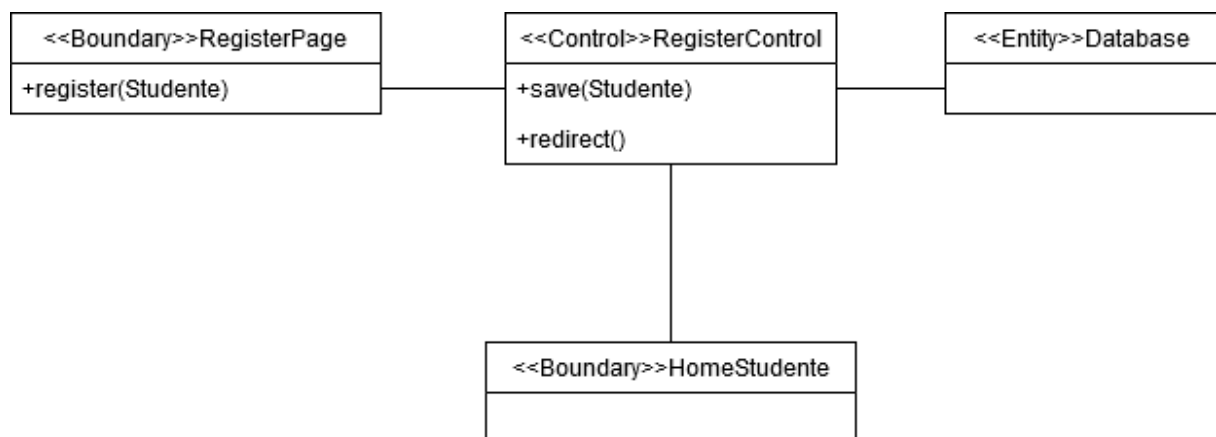 <<Boundary>>RegisterPage
+register(Studente)
<<Control>>RegisterControl
+save(Studente)
+redirect()
<<Entity>>Database
<<Boundary>>HomeStudente